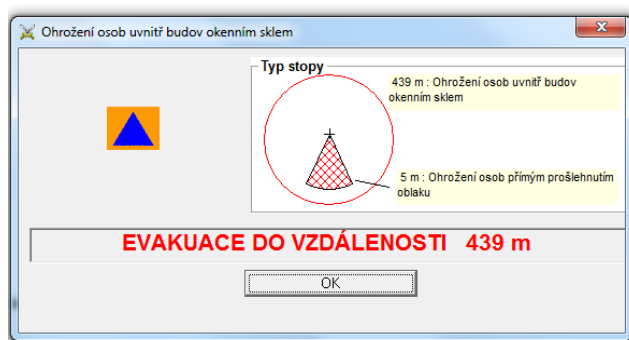 Ohrožení osob uvnitř budov okenním sklem
Typ stopy
439 m : Ohrožení osob uvnitř budov
okenním sklem
5 m : Ohrožení osob přímým prošlehnutím
oblaku
EVAKUACE DO VZDÁLENOSTI 439 m
OK